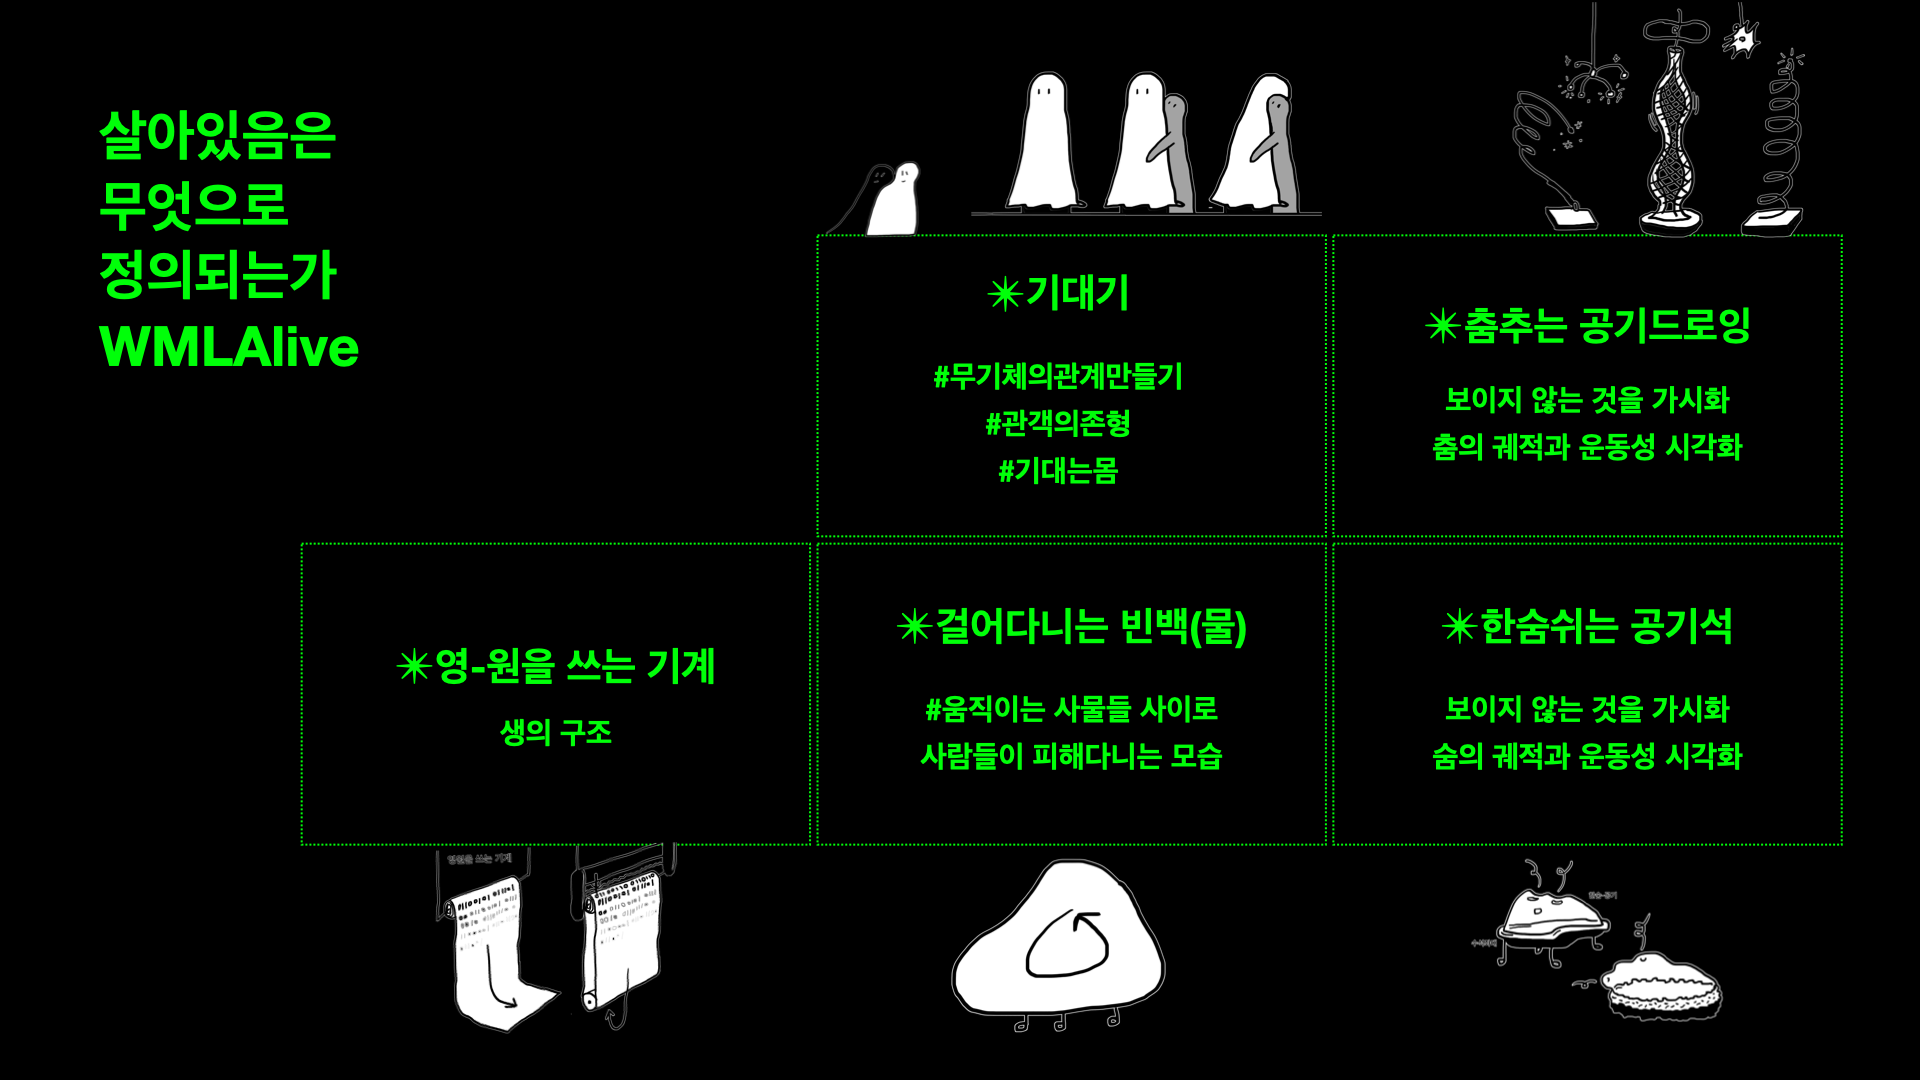 살아있음은
무엇으로
정의되는가
WMLAlive
✳기대기
#무기체의관계만들기
#관객의존형
#기대는몸
✳춤추는 공기드로잉
보이지 않는 것을 가시화
춤의 궤적과 운동성 시각화
✳영-원을 쓰는 기계
생의 구조
✳걸어다니는 빈백(물)
#움직이는 사물들 사이로
사람들이 피해다니는 모습
✳한숨쉬는 공기석
보이지 않는 것을 가시화
숨의 궤적과 운동성 시각화
영원을 쓰는 기계